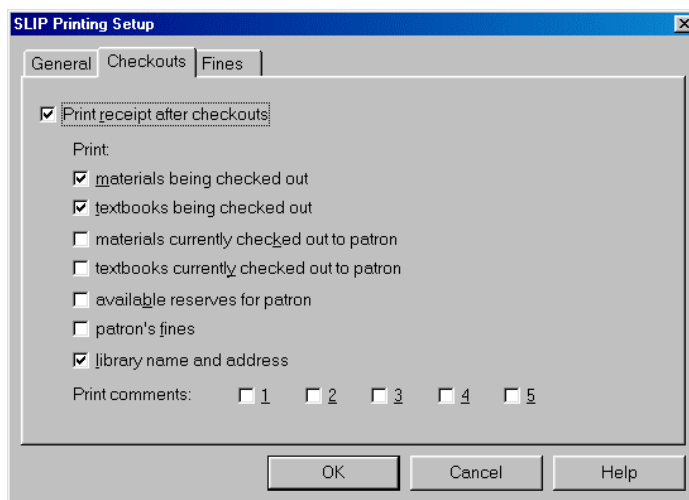 SLIP Printing Setup
General Checkouts Fines
Print receipt after checkouts
Print:
materials being checked out
textbooks being checked out
materials currently checked out to patron
textbooks currently checked out to patron
available reserves for patron
patron's fines
library name and address
Print comments: 1 2 3 4 5
OK Cancel Help